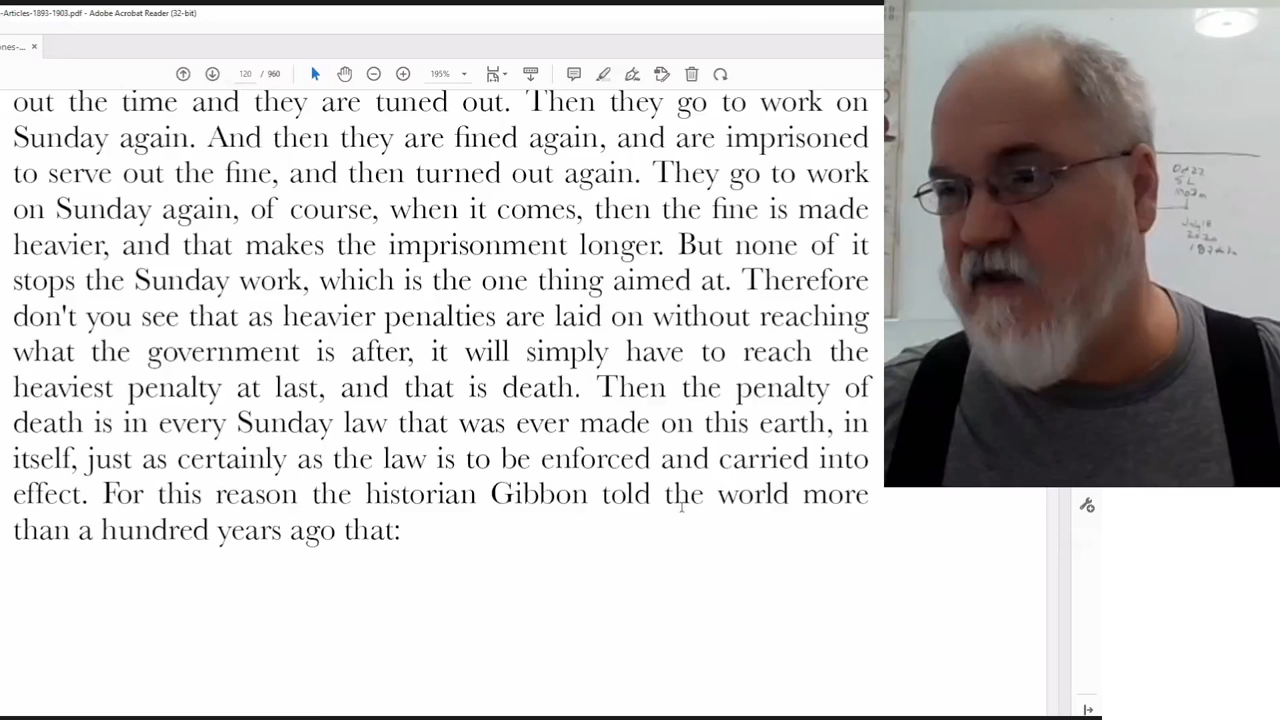 -Articles-1893-1903.pdf - Adobe Acrobat Reader (32-bit)
ones-...
120 / 960
195%
out the time and they are tuned out. Then they go to work on
Sunday again. And then they are fined again, and are imprisoned
to serve out the fine, and then turned out again. They go to work
on Sunday again, of course, when it comes, then the fine is made
heavier, and that makes the imprisonment longer. But none of it
stops the Sunday work, which is the one thing aimed at. Therefore
don't you see that as heavier penalties are laid on without reaching
what the government is after, it will simply have to reach the
heaviest penalty at last, and that is death. Then the penalty of
death is in every Sunday law that was ever made on this earth, in
itself, just as certainly as the law is to be enforced and carried into
effect. For this reason the historian Gibbon told the world more
than a hundred years ago that:
July 18
2020